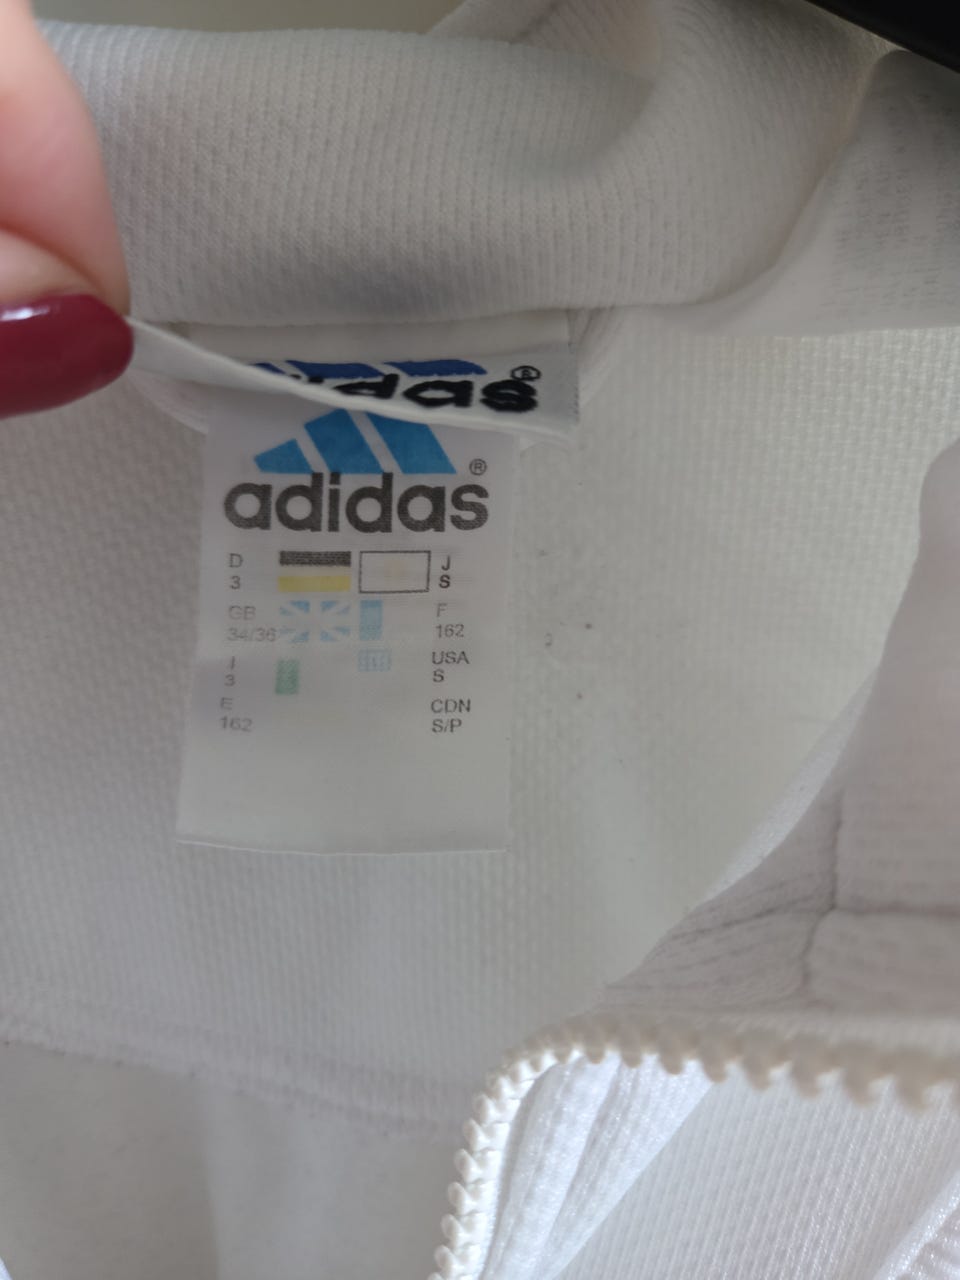 adidas®
adidas®
D J
3 S
GB F
34/36 162
I USA
3 S
E CDN
162 S/P